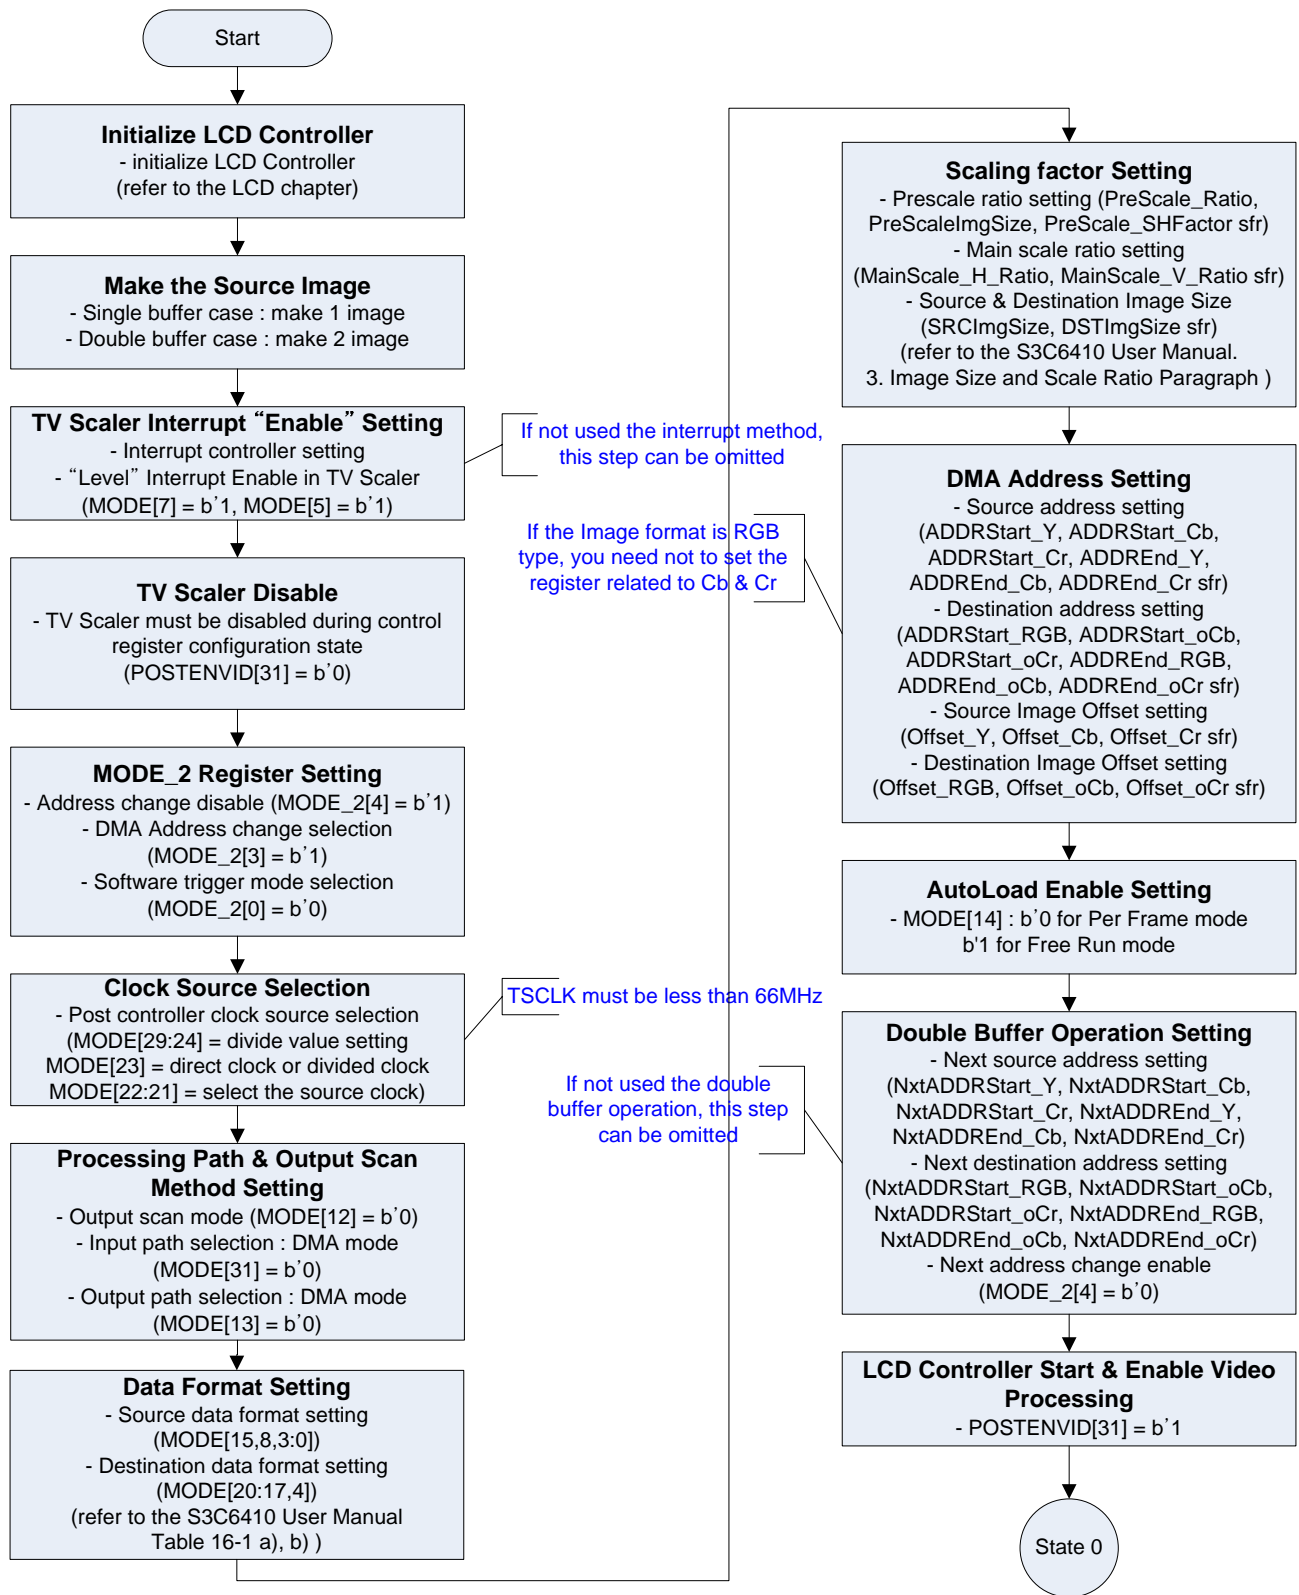 Start
Initialize LCD Controller
- initialize LCD Controller
(refer to the LCD chapter)
Make the Source Image
- Single buffer case : make 1 image
- Double buffer case : make 2 image
TV Scaler Interrupt “Enable” Setting
- Interrupt controller setting
- “Level” Interrupt Enable in TV Scaler
(MODE[7] = b’1, MODE[5] = b’1)
If not used the interrupt method,
this step can be omitted
TV Scaler Disable
- TV Scaler must be disabled during control
register configuration state
(POSTENVID[31] = b’0)
MODE_2 Register Setting
- Address change disable (MODE_2[4] = b’1)
- DMA Address change selection
(MODE_2[3] = b’1)
- Software trigger mode selection
(MODE_2[0] = b’0)
Clock Source Selection
- Post controller clock source selection
(MODE[29:24] = divide value setting
MODE[23] = direct clock or divided clock
MODE[22:21] = select the source clock)
TSCLK must be less than 66MHz
Processing Path & Output Scan
Method Setting
- Output scan mode (MODE[12] = b’0)
- Input path selection : DMA mode
(MODE[31] = b’0)
- Output path selection : DMA mode
(MODE[13] = b’0)
Data Format Setting
- Source data format setting
(MODE[15,8,3:0])
- Destination data format setting
(MODE[20:17,4])
(refer to the S3C6410 User Manual
Table 16-1 a), b) )
Scaling factor Setting
- Prescale ratio setting (PreScale_Ratio,
PreScaleImgSize, PreScale_SHFactor sfr)
- Main scale ratio setting
(MainScale_H_Ratio, MainScale_V_Ratio sfr)
- Source & Destination Image Size
(SRCImgSize, DSTImgSize sfr)
(refer to the S3C6410 User Manual.
3. Image Size and Scale Ratio Paragraph )
DMA Address Setting
- Source address setting
(ADDRStart_Y, ADDRStart_Cb,
ADDRStart_Cr, ADDREnd_Y,
ADDREnd_Cb, ADDREnd_Cr sfr)
- Destination address setting
(ADDRStart_RGB, ADDRStart_oCb,
ADDRStart_oCr, ADDREnd_RGB,
ADDREnd_oCb, ADDREnd_oCr sfr)
- Source Image Offset setting
(Offset_Y, Offset_Cb, Offset_Cr sfr)
- Destination Image Offset setting
(Offset_RGB, Offset_oCb, Offset_oCr sfr)
If the Image format is RGB
type, you need not to set the
register related to Cb & Cr
AutoLoad Enable Setting
- MODE[14] : b’0 for Per Frame mode
b'1 for Free Run mode
Double Buffer Operation Setting
- Next source address setting
(NxtADDRStart_Y, NxtADDRStart_Cb,
NxtADDRStart_Cr, NxtADDREnd_Y,
NxtADDREnd_Cb, NxtADDREnd_Cr)
- Next destination address setting
(NxtADDRStart_RGB, NxtADDRStart_oCb,
NxtADDRStart_oCr, NxtADDREnd_RGB,
NxtADDREnd_oCb, NxtADDREnd_oCr)
- Next address change enable
(MODE_2[4] = b’0)
If not used the double
buffer operation, this step
can be omitted
LCD Controller Start & Enable Video
Processing
- POSTENVID[31] = b’1
State 0